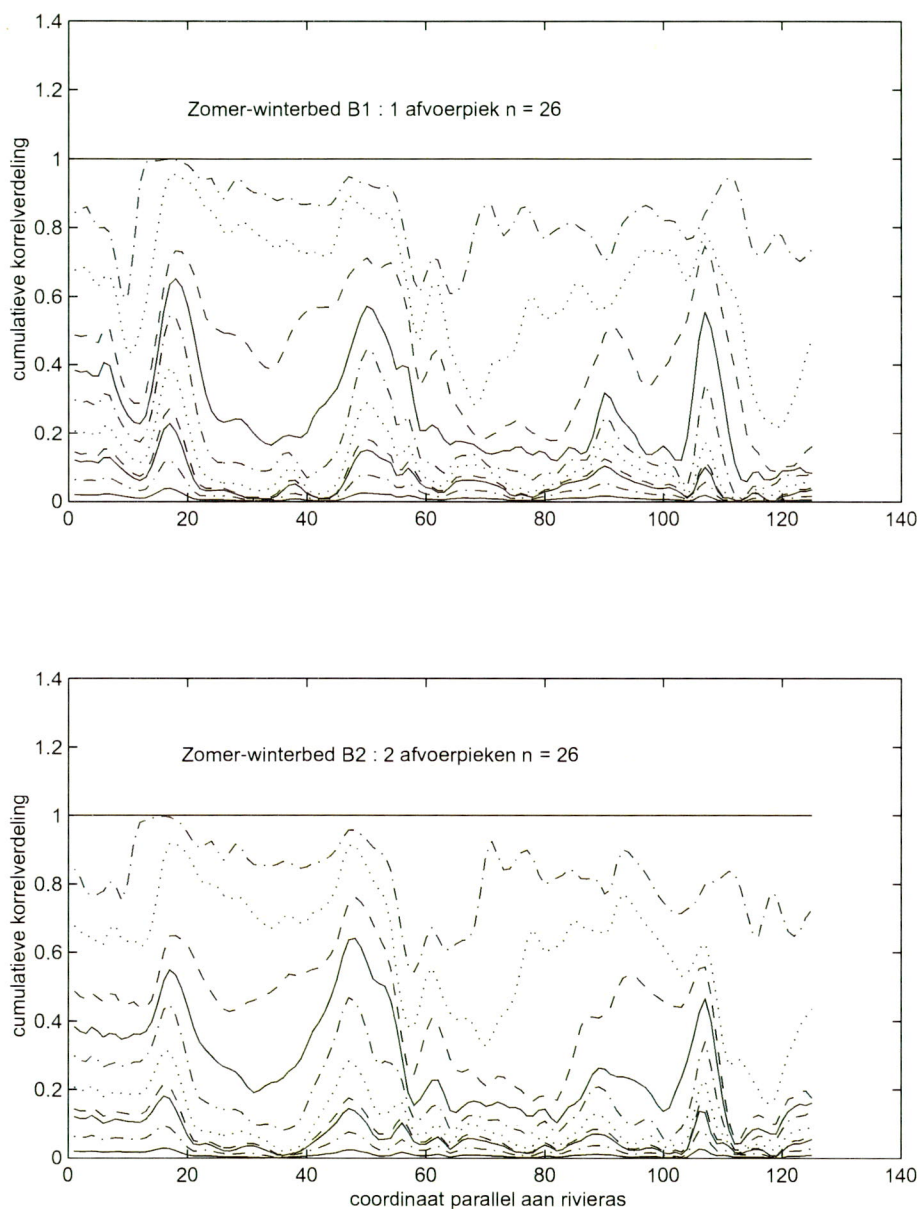 1.4
1.2
Zomer-winterbed B1 : 1 afvoerpiek n = 26
1
0.8
0.6
0.4
0.2
0
cumulatieve korrelverdeling
0 20 40 60 80 100 120 140
1.4
1.2
Zomer-winterbed B2 : 2 afvoerpieken n = 26
1
0.8
0.6
0.4
0.2
0
cumulatieve korrelverdeling
0 20 40 60 80 100 120 140
coordinaat parallel aan rivieras